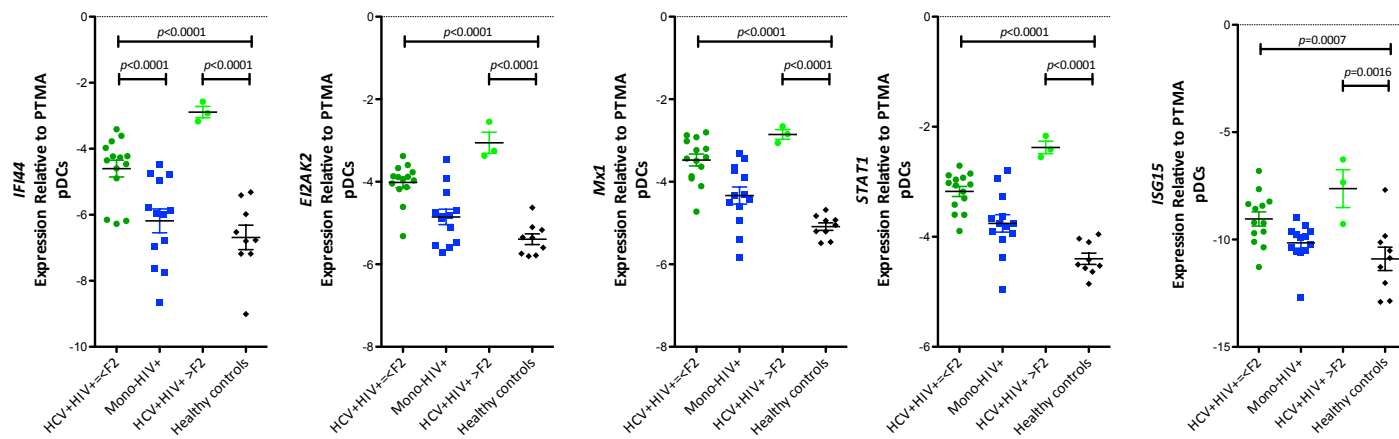 IFI44
Expression Relative to PTMA
pDCs
0
-2
-4
-6
-8
-10
p<0.0001
p<0.0001
p<0.0001
HCV+HIV+=<F2
Mono-HIV+
HCV+HIV+ >F2
Healthy controls
EI2AK2
Expression Relative to PTMA
pDCs
0
-2
-4
-6
-8
p<0.0001
p<0.0001
HCV+HIV+=<F2
Mono-HIV+
HCV+HIV+ >F2
Healthy controls
Mx1
Expression Relative to PTMA
pDCs
0
-2
-4
-6
-8
p<0.0001
p<0.0001
HCV+HIV+=<F2
Mono-HIV+
HCV+HIV+ >F2
Healthy controls
STAT1
Expression Relative to PTMA
pDCs
0
-2
-4
-6
p<0.0001
p<0.0001
HCV+HIV+=<F2
Mono-HIV+
HCV+HIV+ >F2
Healthy controls
ISG15
Expression Relative to PTMA
pDCs
0
-5
-10
-15
p=0.0007
p=0.0016
HCV+HIV+=<F2
Mono-HIV+
HCV+HIV+ >F2
Healthy controls